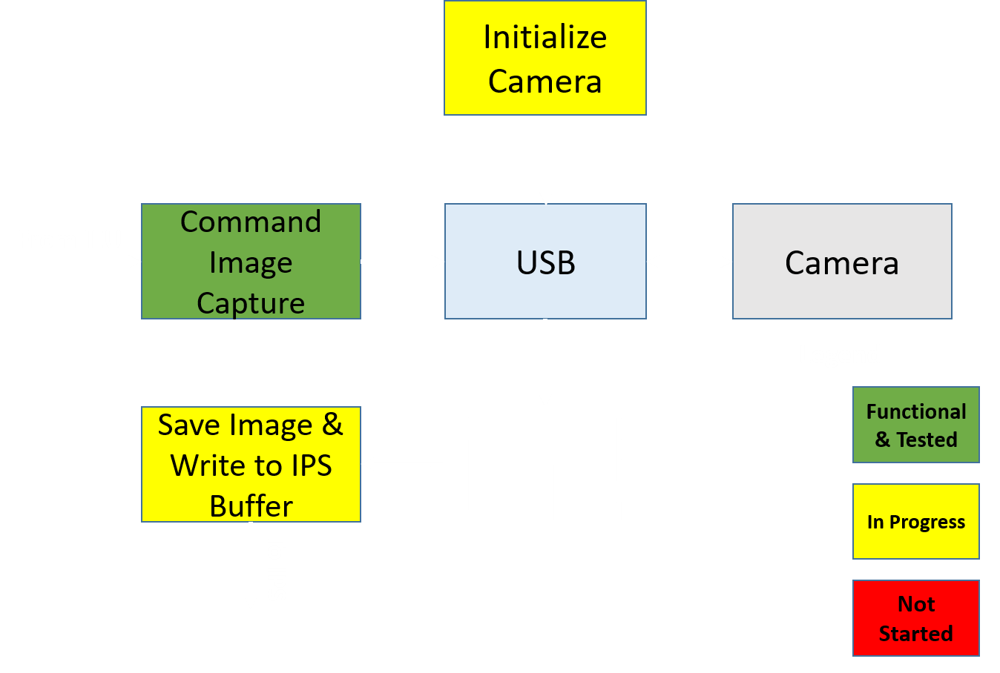 Initialize
Camera
Command
Image
Capture
USB
Camera
Save Image &
Write to IPS
Buffer
Functional
& Tested
In Progress
Not
Started